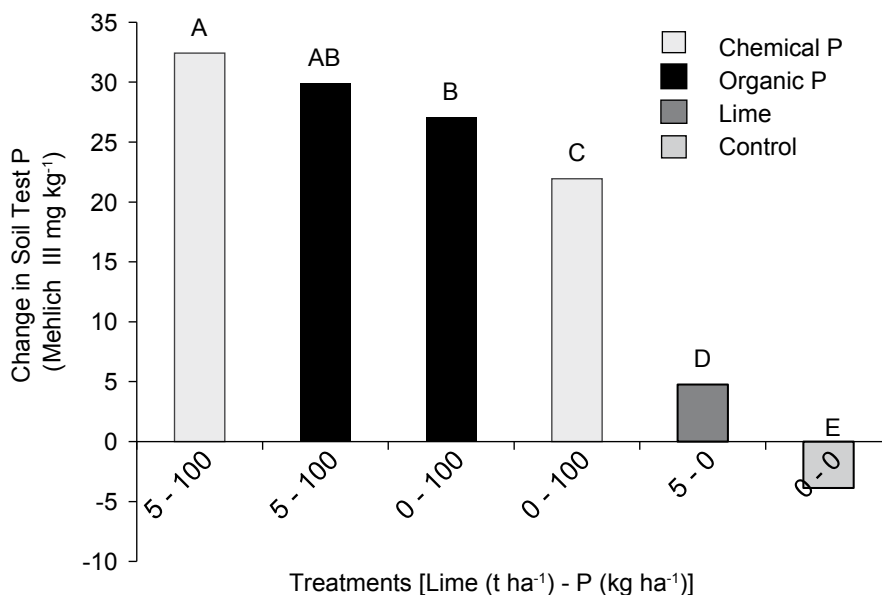 35
30
25
20
15
10
5
0
-5
-10
Change in Soil Test P
(Mehlich III mg kg⁻¹)
A
AB
B
C
D
E
Chemical P
Organic P
Lime
Control
5 - 100
5 - 100
0 - 100
0 - 100
5 - 0
0 - 0
Treatments [Lime (t ha⁻¹) - P (kg ha⁻¹)]